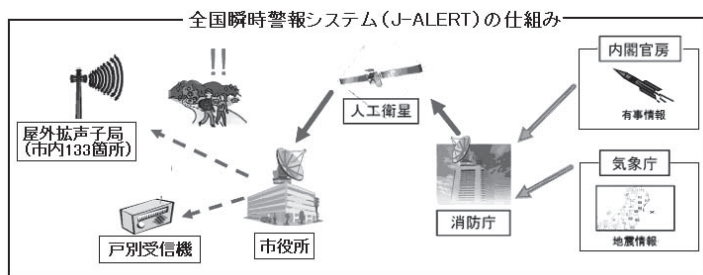 全国瞬時警報システム(J-ALERT)の仕組み
!!
内閣官房
有事情報
人工衛星
屋外拡声子局
(市内133箇所)
気象庁
地震情報
消防庁
市役所
戸別受信機